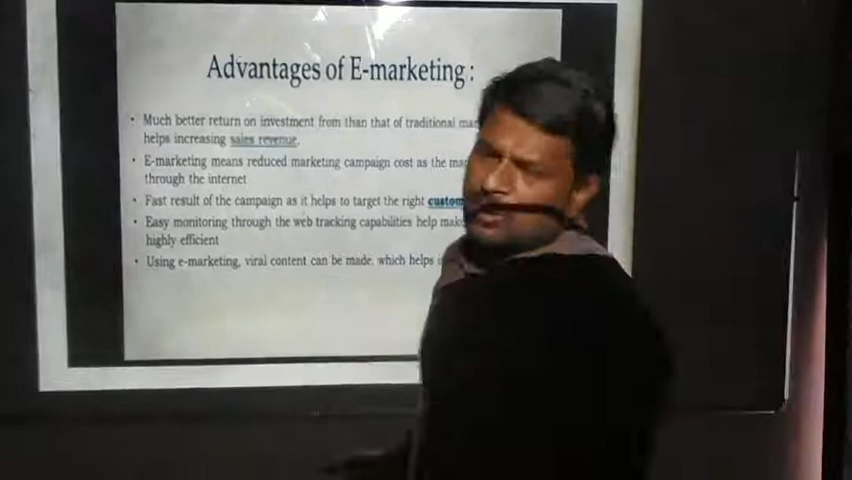 Advantages of E-marketing :
• Much better return on investment from than that of traditional
helps increasing sales revenue.
• E-marketing means reduced marketing campaign cost as the
through the internet
• Fast result of the campaign as it helps to target the right
• Easy monitoring through the web tracking capabilities help
highly efficient
• Using e-marketing, viral content can be made, which helps